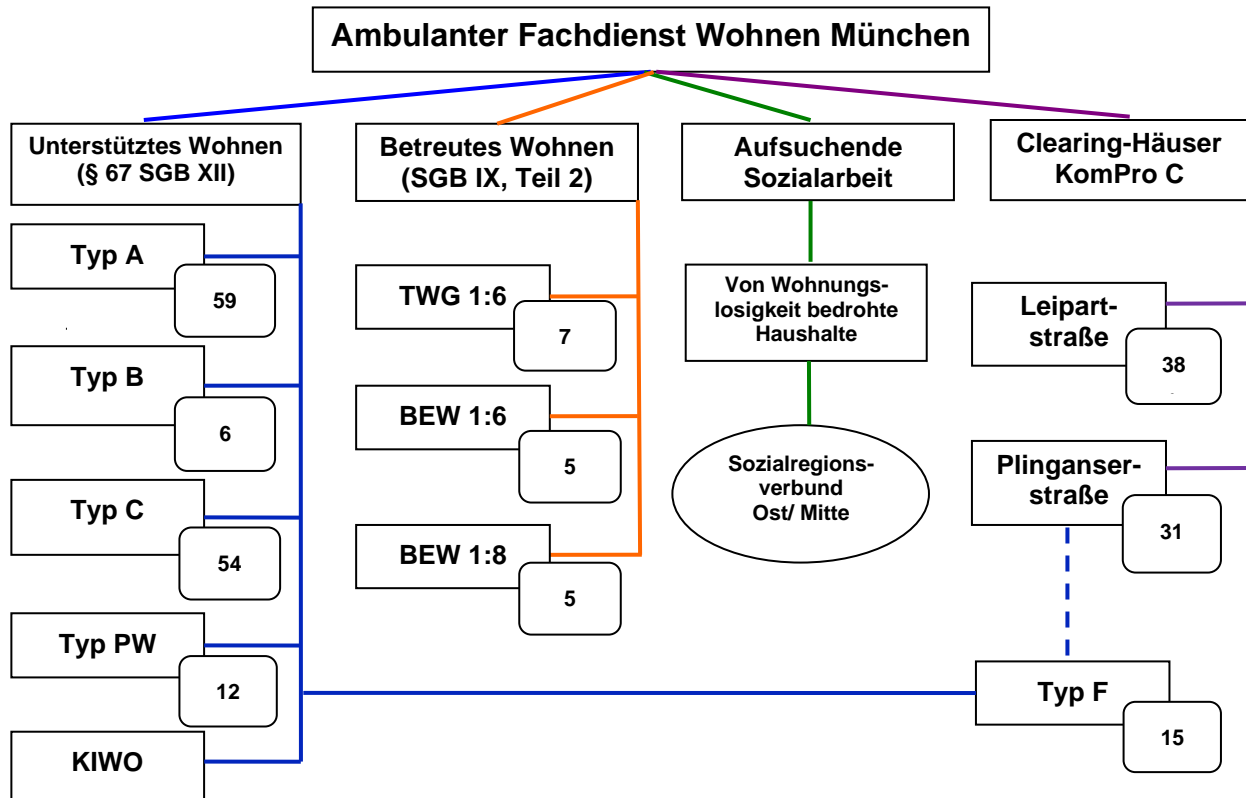 Ambulanter Fachdienst Wohnen München
Unterstütztes Wohnen
(§ 67 SGB XII)
Typ A
59
Typ B
6
Typ C
54
Typ PW
12
KIWO
Betreutes Wohnen
(SGB IX, Teil 2)
TWG 1:6
7
BEW 1:6
5
BEW 1:8
5
Aufsuchende
Sozialarbeit
Von Wohnungs-
losigkeit bedrohte
Haushalte
Sozialregions-
verbund
Ost/ Mitte
Clearing-Häuser
KomPro C
Leipart-
straße
38
Plinganser-
straße
31
Typ F
15